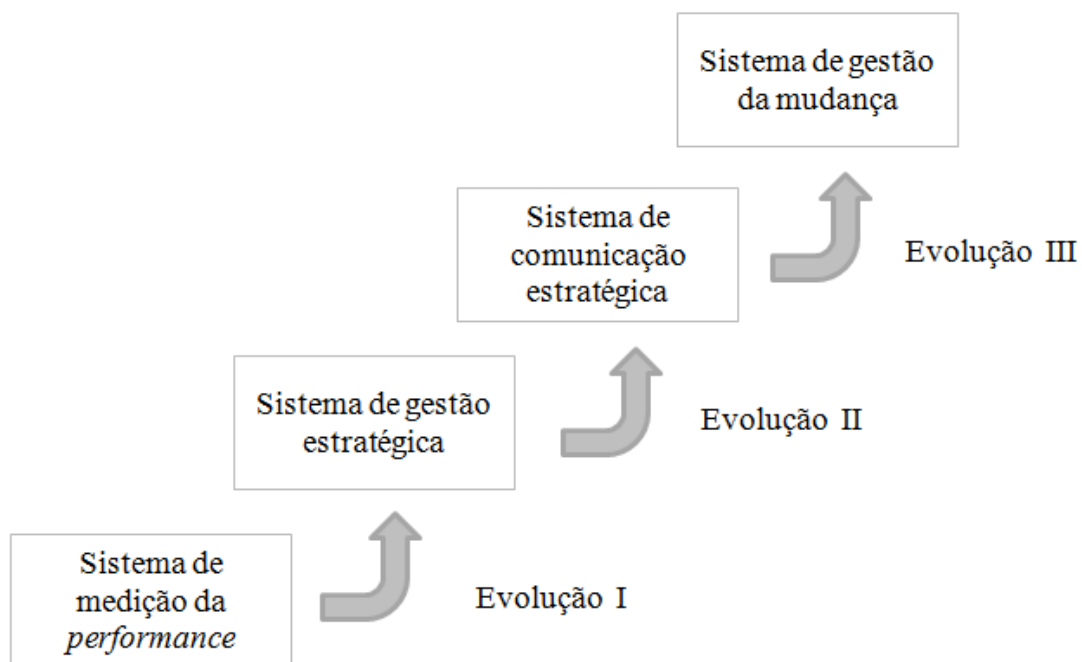 Sistema de gestão
da mudança
Sistema de
comunicação
estratégica
Evolução III
Sistema de gestão
estratégica
Evolução II
Sistema de
medição da
performance
Evolução I